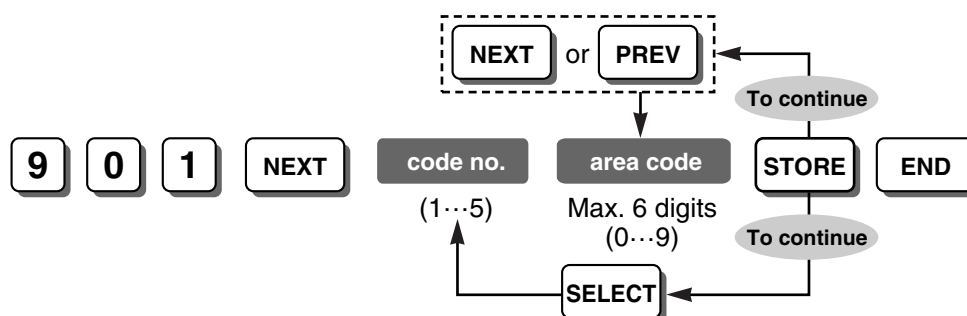 NEXT or PREV
To continue
9 0 1 NEXT code no. area code STORE END
(1···5) Max. 6 digits
(0···9)
To continue
SELECT